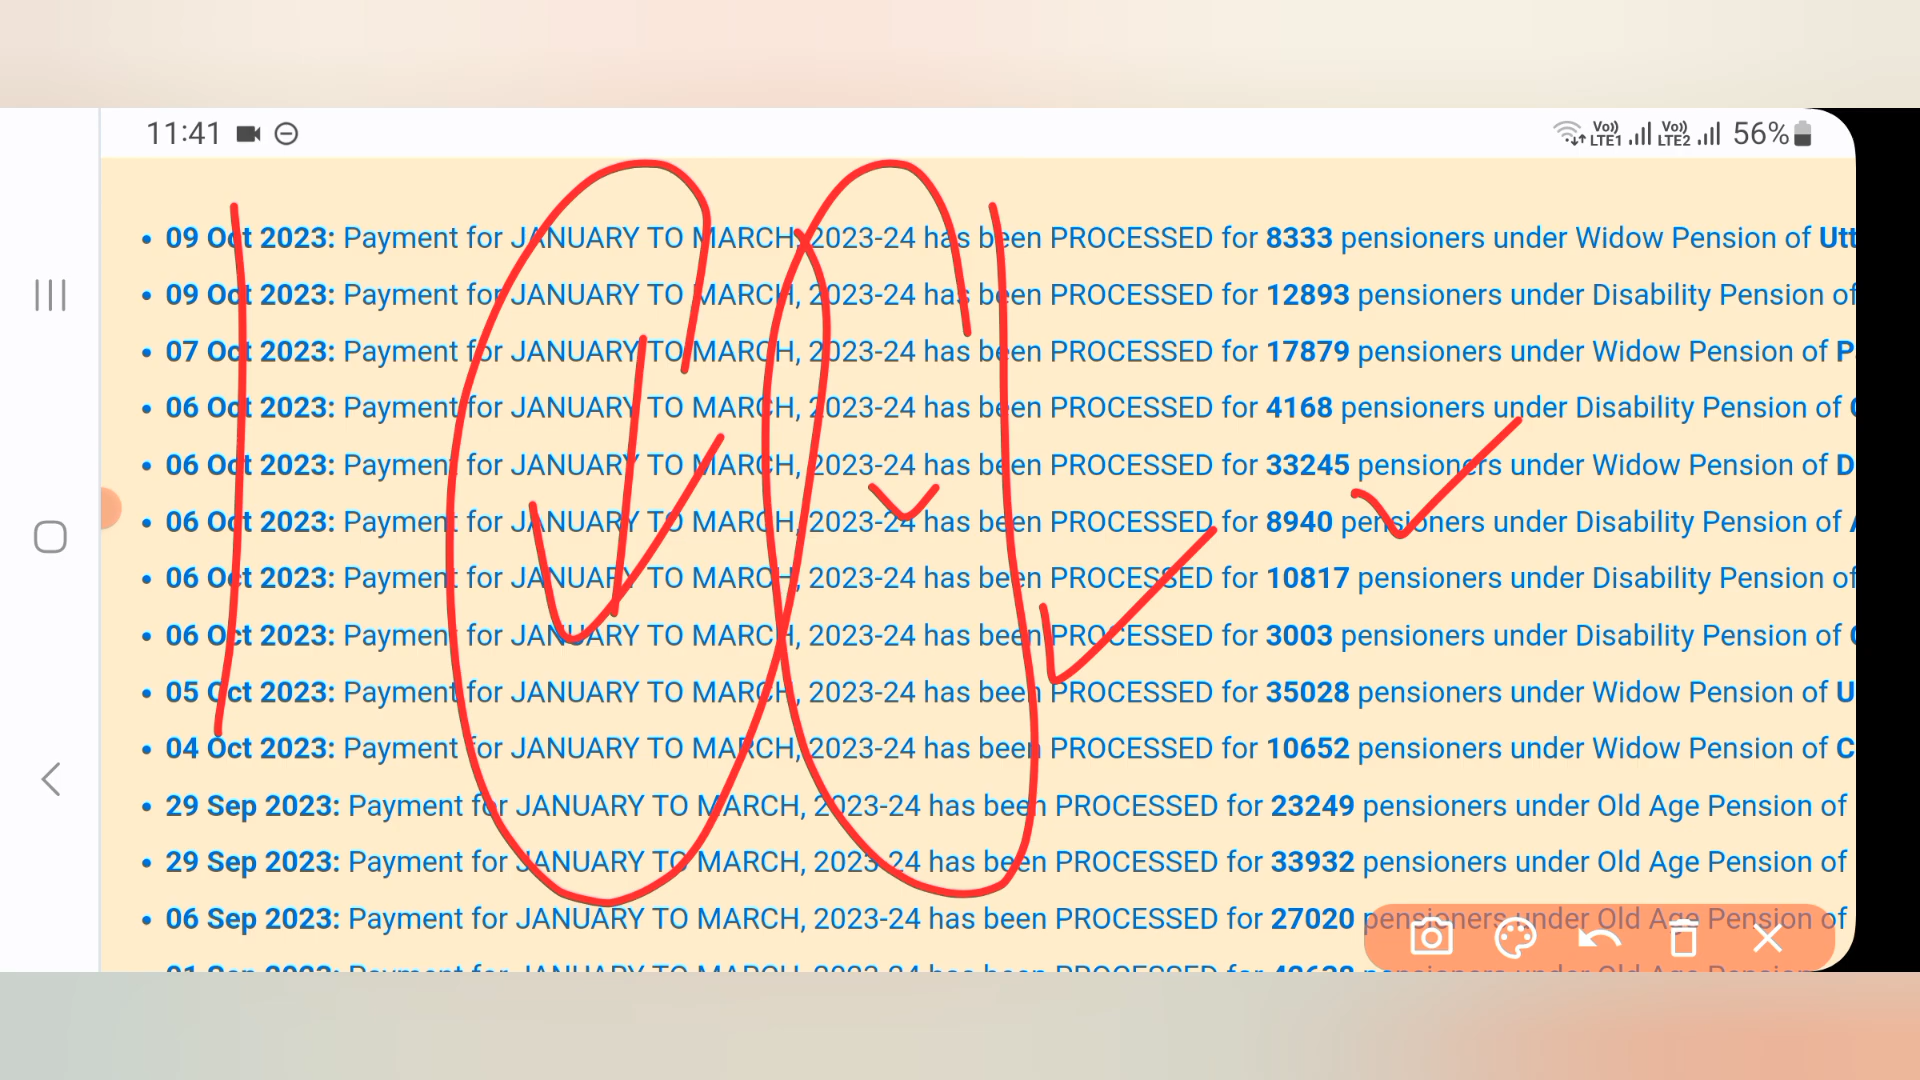 11:41 Vo)) LTE1 Vo)) LTE2 56%
09 Oct 2023: Payment for JANUARY TO MARCH, 2023-24 has been PROCESSED for 8333 pensioners under Widow Pension of Utt
09 Oct 2023: Payment for JANUARY TO MARCH, 2023-24 has been PROCESSED for 12893 pensioners under Disability Pension of
07 Oct 2023: Payment for JANUARY TO MARCH, 2023-24 has been PROCESSED for 17879 pensioners under Widow Pension of P
06 Oct 2023: Payment for JANUARY TO MARCH, 2023-24 has been PROCESSED for 4168 pensioners under Disability Pension of
06 Oct 2023: Payment for JANUARY TO MARCH, 2023-24 has been PROCESSED for 33245 pensioners under Widow Pension of D
06 Oct 2023: Payment for JANUARY TO MARCH, 2023-24 has been PROCESSED for 8940 pensioners under Disability Pension of
06 Oct 2023: Payment for JANUARY TO MARCH, 2023-24 has been PROCESSED for 10817 pensioners under Disability Pension of
06 Oct 2023: Payment for JANUARY TO MARCH, 2023-24 has been PROCESSED for 3003 pensioners under Disability Pension of
05 Oct 2023: Payment for JANUARY TO MARCH, 2023-24 has been PROCESSED for 35028 pensioners under Widow Pension of U
04 Oct 2023: Payment for JANUARY TO MARCH, 2023-24 has been PROCESSED for 10652 pensioners under Widow Pension of C
29 Sep 2023: Payment for JANUARY TO MARCH, 2023-24 has been PROCESSED for 23249 pensioners under Old Age Pension of
29 Sep 2023: Payment for JANUARY TO MARCH, 2023-24 has been PROCESSED for 33932 pensioners under Old Age Pension of
06 Sep 2023: Payment for JANUARY TO MARCH, 2023-24 has been PROCESSED for 27020 pensioners under Old Age Pension of